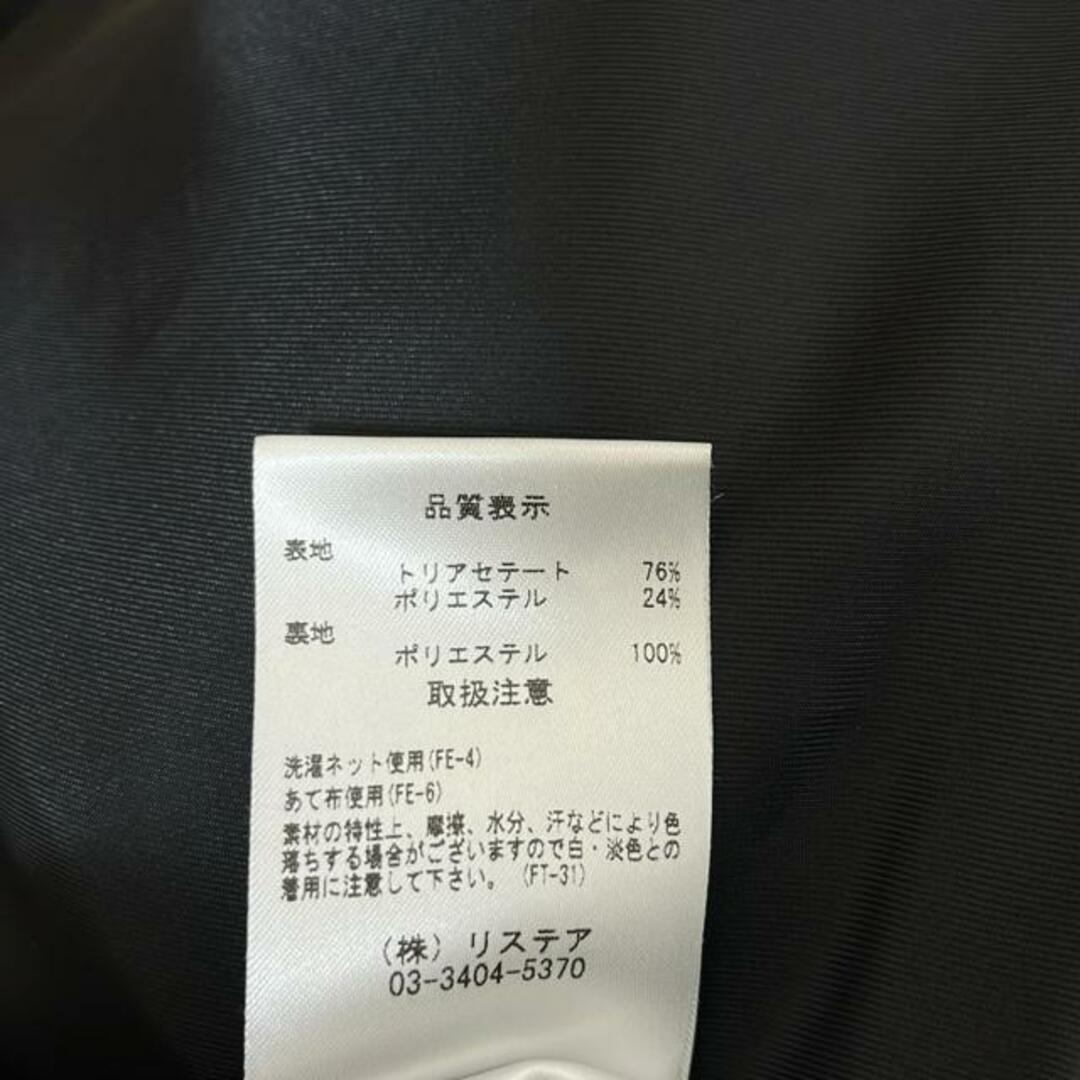 品質表示
表地
トリアセテート 76%
ポリエステル 24%
裏地
ポリエステル 100%
取扱注意
洗濯ネット使用(FE-4)
あて布使用(FE-6)
素材の特性上、摩擦、水分、汗などにより色
落ちする場合がございますので白・淡色との
着用に注意して下さい。(FT-31)
(株) リステア
03-3404-5370